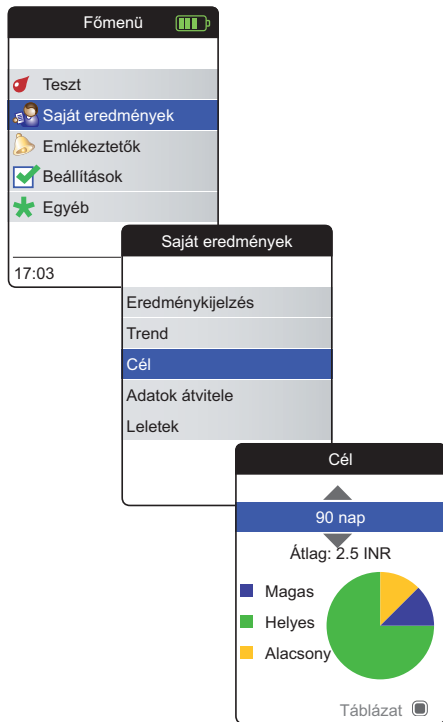 Főmenü
Teszt
Saját eredmények
Emlékeztetők
Beállítások
Egyéb
17:03
Saját eredmények
Eredménykijelzés
Trend
Cél
Adatok átvitele
Leletek
Cél
90 nap
Átlag: 2.5 INR
Magas
Helyes
Alacsony
Táblázat